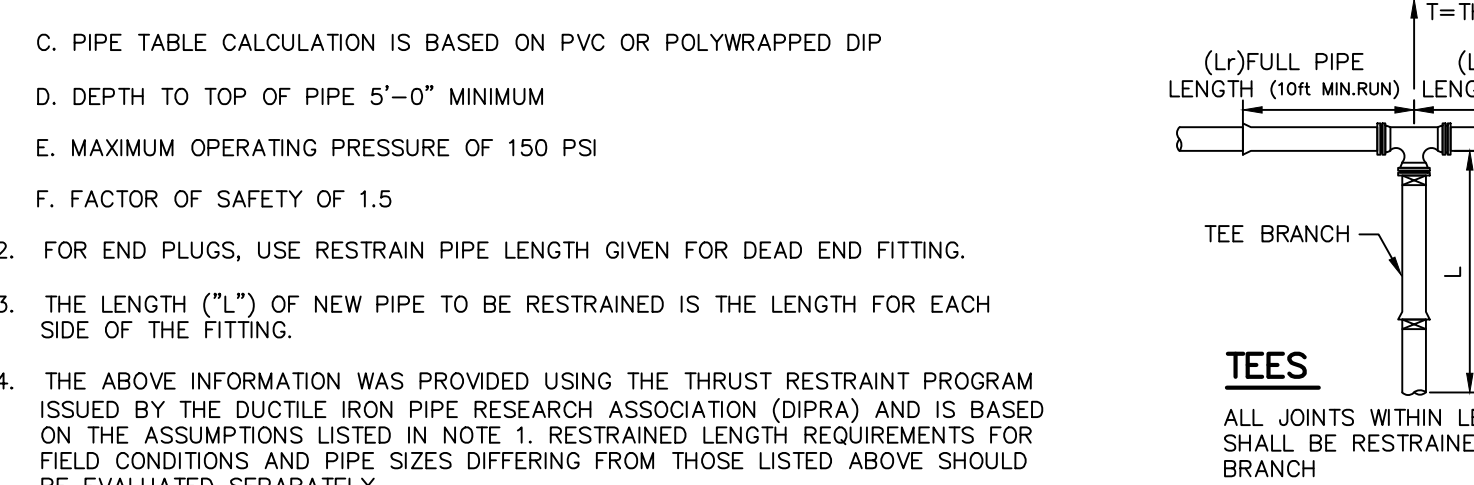 C. PIPE TABLE CALCULATION IS BASED ON PVC OR POLYWRAPPED DIP
D. DEPTH TO TOP OF PIPE 5'-0" MINIMUM
E. MAXIMUM OPERATING PRESSURE OF 150 PSI
F. FACTOR OF SAFETY OF 1.5
2. FOR END PLUGS, USE RESTRAIN PIPE LENGTH GIVEN FOR DEAD END FITTING.
3. THE LENGTH ("L") OF NEW PIPE TO BE RESTRAINED IS THE LENGTH FOR EACH
SIDE OF THE FITTING.
4. THE ABOVE INFORMATION WAS PROVIDED USING THE THRUST RESTRAINT PROGRAM
ISSUED BY THE DUCTILE IRON PIPE RESEARCH ASSOCIATION (DIPRA) AND IS BASED
ON THE ASSUMPTIONS LISTED IN NOTE 1. RESTRAINED LENGTH REQUIREMENTS FOR
FIELD CONDITIONS AND PIPE SIZES DIFFERING FROM THOSE LISTED ABOVE SHOULD
BE EVALUATED SEPARATELY.
T=
(Lr)FULL PIPE
LENGTH (10ft MIN.RUN)
TEE BRANCH
L
TEES
ALL JOINTS WITHIN
SHALL BE
BRANCH